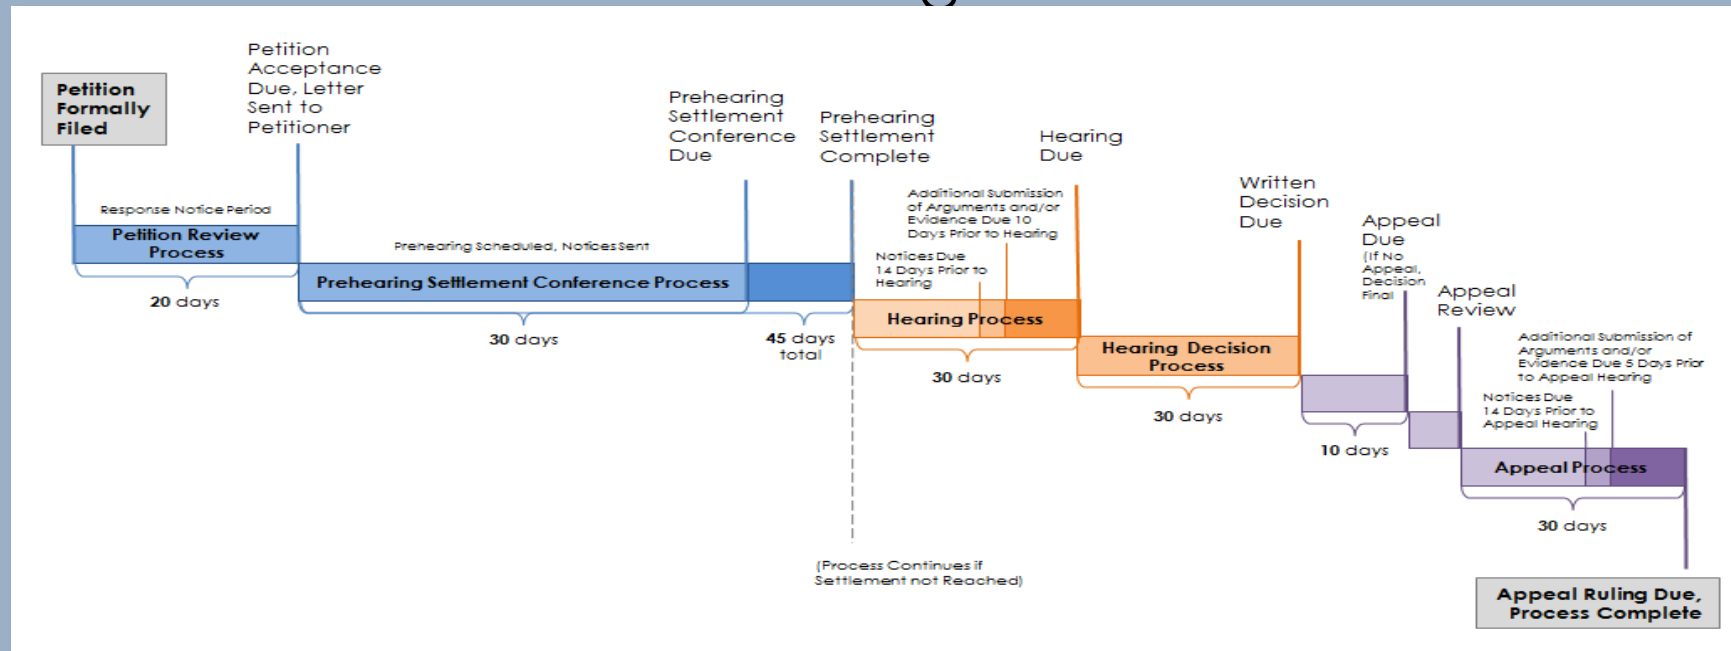 Petition
Formally
Filed
Petition
Acceptance
Due, Letter
Sent to
Petitioner
Prehearing
Settlement
Conference
Due
Prehearing
Settlement
Complete
Hearing
Due
Written
Decision
Due
Appeal
Due
(If No
Appeal,
Decision
Final
Appeal
Review
Response Notice Period
Petition Review
Process
20 days
Prehearing Scheduled, Notices Sent
Prehearing Settlement Conference Process
30 days
45 days
total
Additional Submission
of Arguments and/or
Evidence Due 10
Days Prior to Hearing
Notices Due
14 Days Prior to
Hearing
Hearing Process
30 days
Hearing Decision
Process
30 days
10 days
Additional Submission of
Arguments and/or
Evidence Due 5 Days Prior
to Appeal Hearing
Notices Due
14 Days Prior to
Appeal Hearing
Appeal Process
30 days
(Process Continues if
Settlement not Reached)
Appeal Ruling Due,
Process Complete